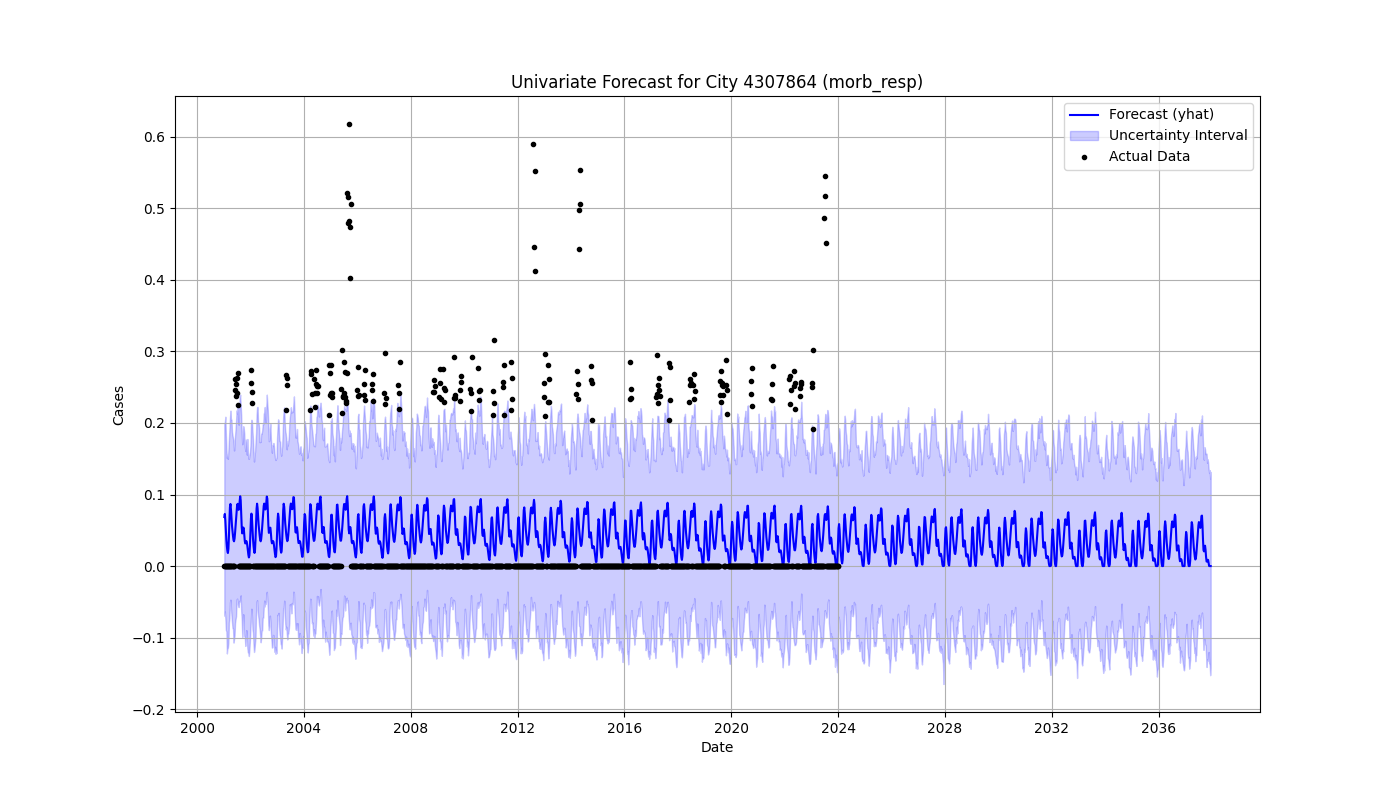 Univariate Forecast for City 4307864 (morb_resp)
Forecast (yhat)
Uncertainty Interval
Actual Data
Cases
0.6
0.5
0.4
0.3
0.2
0.1
0.0
−0.1
−0.2
2000 2004 2008 2012 2016 2020 2024 2028 2032 2036
Date